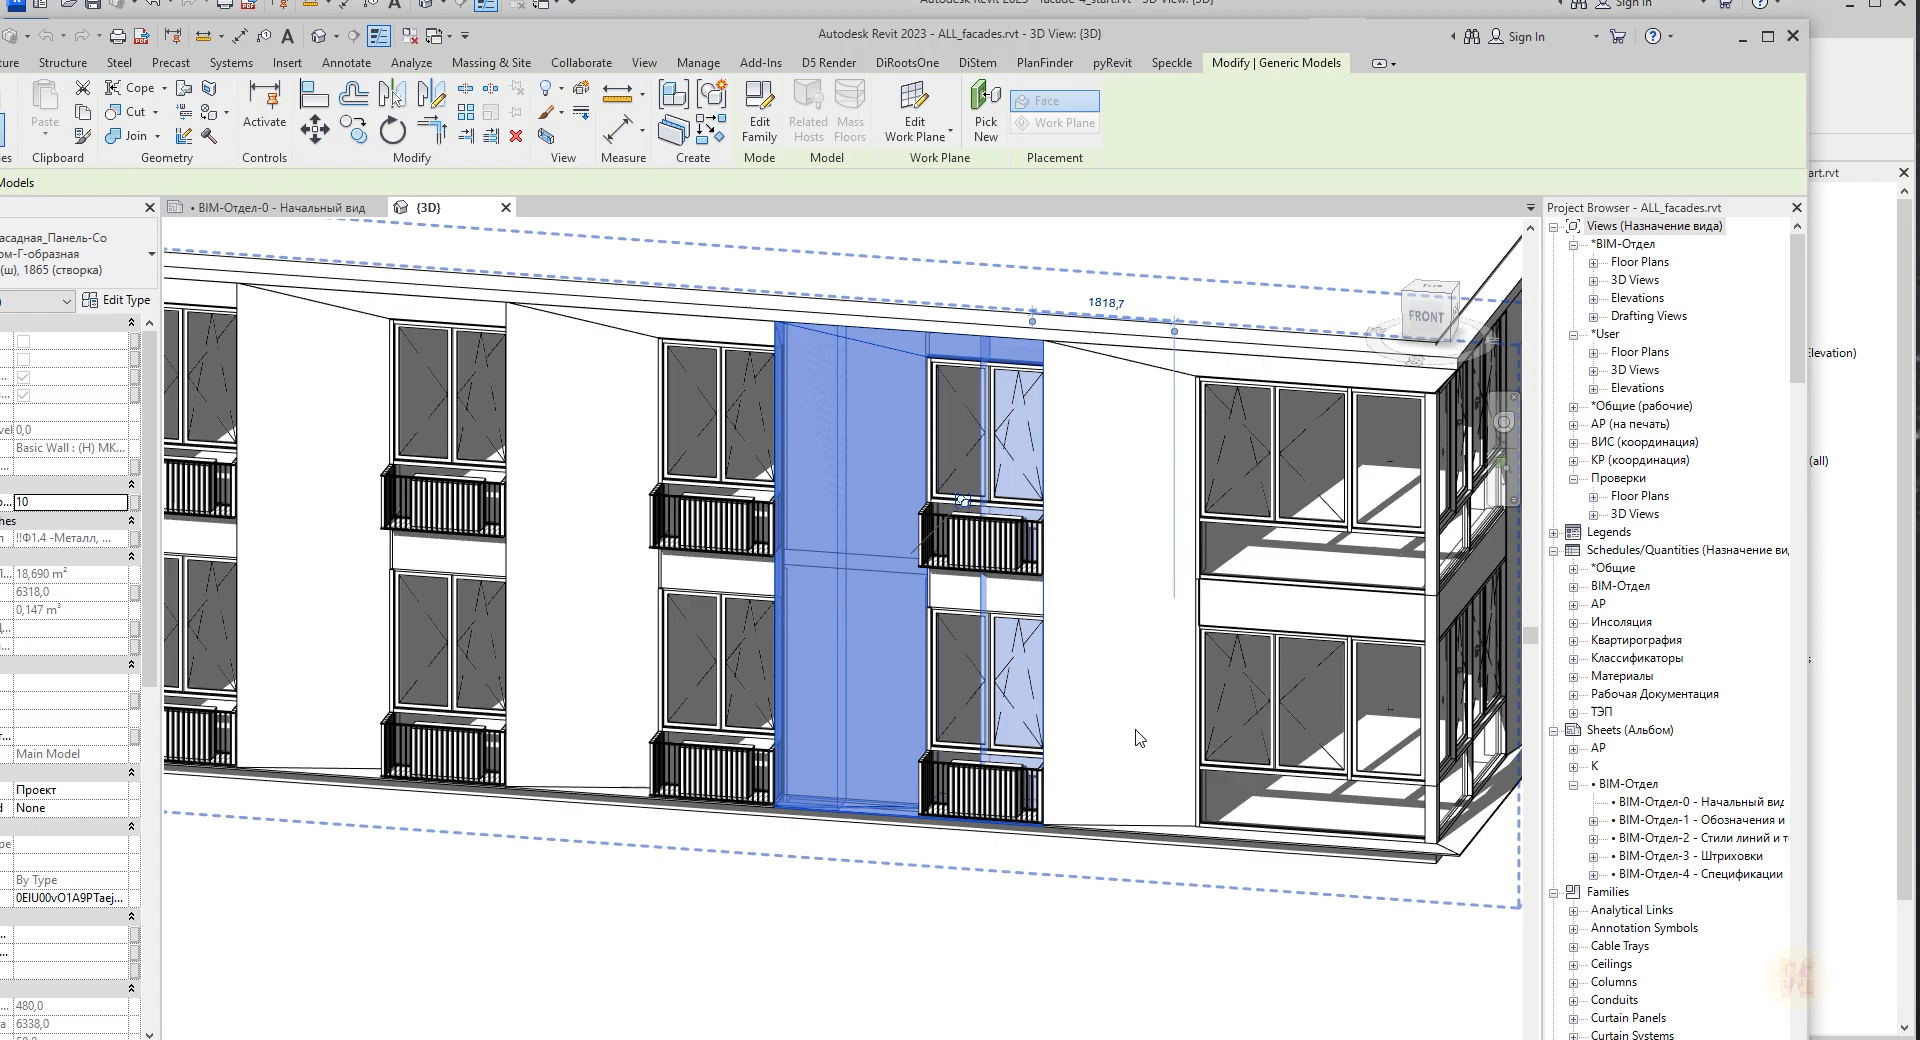 Sign In
Autodesk Revit 2023 - ALL_facades.rvt - 3D View: {3D}
Sign In
Structure Steel Precast Systems Insert Annotate Analyze Massing & Site Collaborate View Manage Add-Ins D5 Render DiRootsOne DiStem PlanFinder pyRevit Speckle Modify | Generic Models
Paste
Cope
Cut
Join
Activate
Edit Family
Related Hosts
Mass Floors
Edit Work Plane
Pick New
Face
Work Plane
Clipboard Geometry Controls Modify View Measure Create Mode Model Work Plane Placement
Models
art.rvt
• BIM-Отдел-0 - Начальный вид
{3D}
Project Browser - ALL_facades.rvt
асадная_Панель-Со
ом-Г-образная
(ш), 1865 (створка)
Edit Type
0,0
Basic Wall : (Н) МК...
10
hes
!!Ф1.4 -Металл, ...
18,690 m²
6318,0
0,147 m³
Main Model
Проект
None
By Type
0EIU00vO1A9PTaej...
480,0
6338,0
1818,7
FRONT
Views (Назначение вида)
*BIM-Отдел
Floor Plans
3D Views
Elevations
Drafting Views
*User
Floor Plans
3D Views
Elevations
*Общие (рабочие)
АР (на печать)
ВИС (координация)
КР (координация)
Проверки
Floor Plans
3D Views
Legends
Schedules/Quantities (Назначение ви
*Общие
BIM-Отдел
АР
Инсоляция
Квартирография
Классификаторы
Материалы
Рабочая Документация
ТЭП
Sheets (Альбом)
АР
К
• BIM-Отдел
• BIM-Отдел-0 - Начальный вид
• BIM-Отдел-1 - Обозначения и
• BIM-Отдел-2 - Стили линий и т
• BIM-Отдел-3 - Штриховки
• BIM-Отдел-4 - Спецификации
Families
Analytical Links
Annotation Symbols
Cable Trays
Ceilings
Columns
Conduits
Curtain Panels
Curtain Systems
Elevation)
(all)